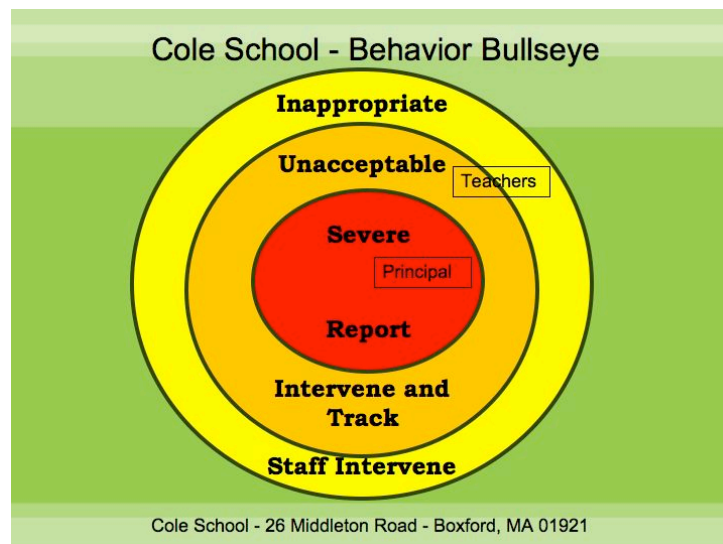 Cole School - Behavior Bullseye
Inappropriate
Unacceptable
Teachers
Severe
Principal
Report
Intervene and
Track
Staff Intervene
Cole School - 26 Middleton Road - Boxford, MA 01921